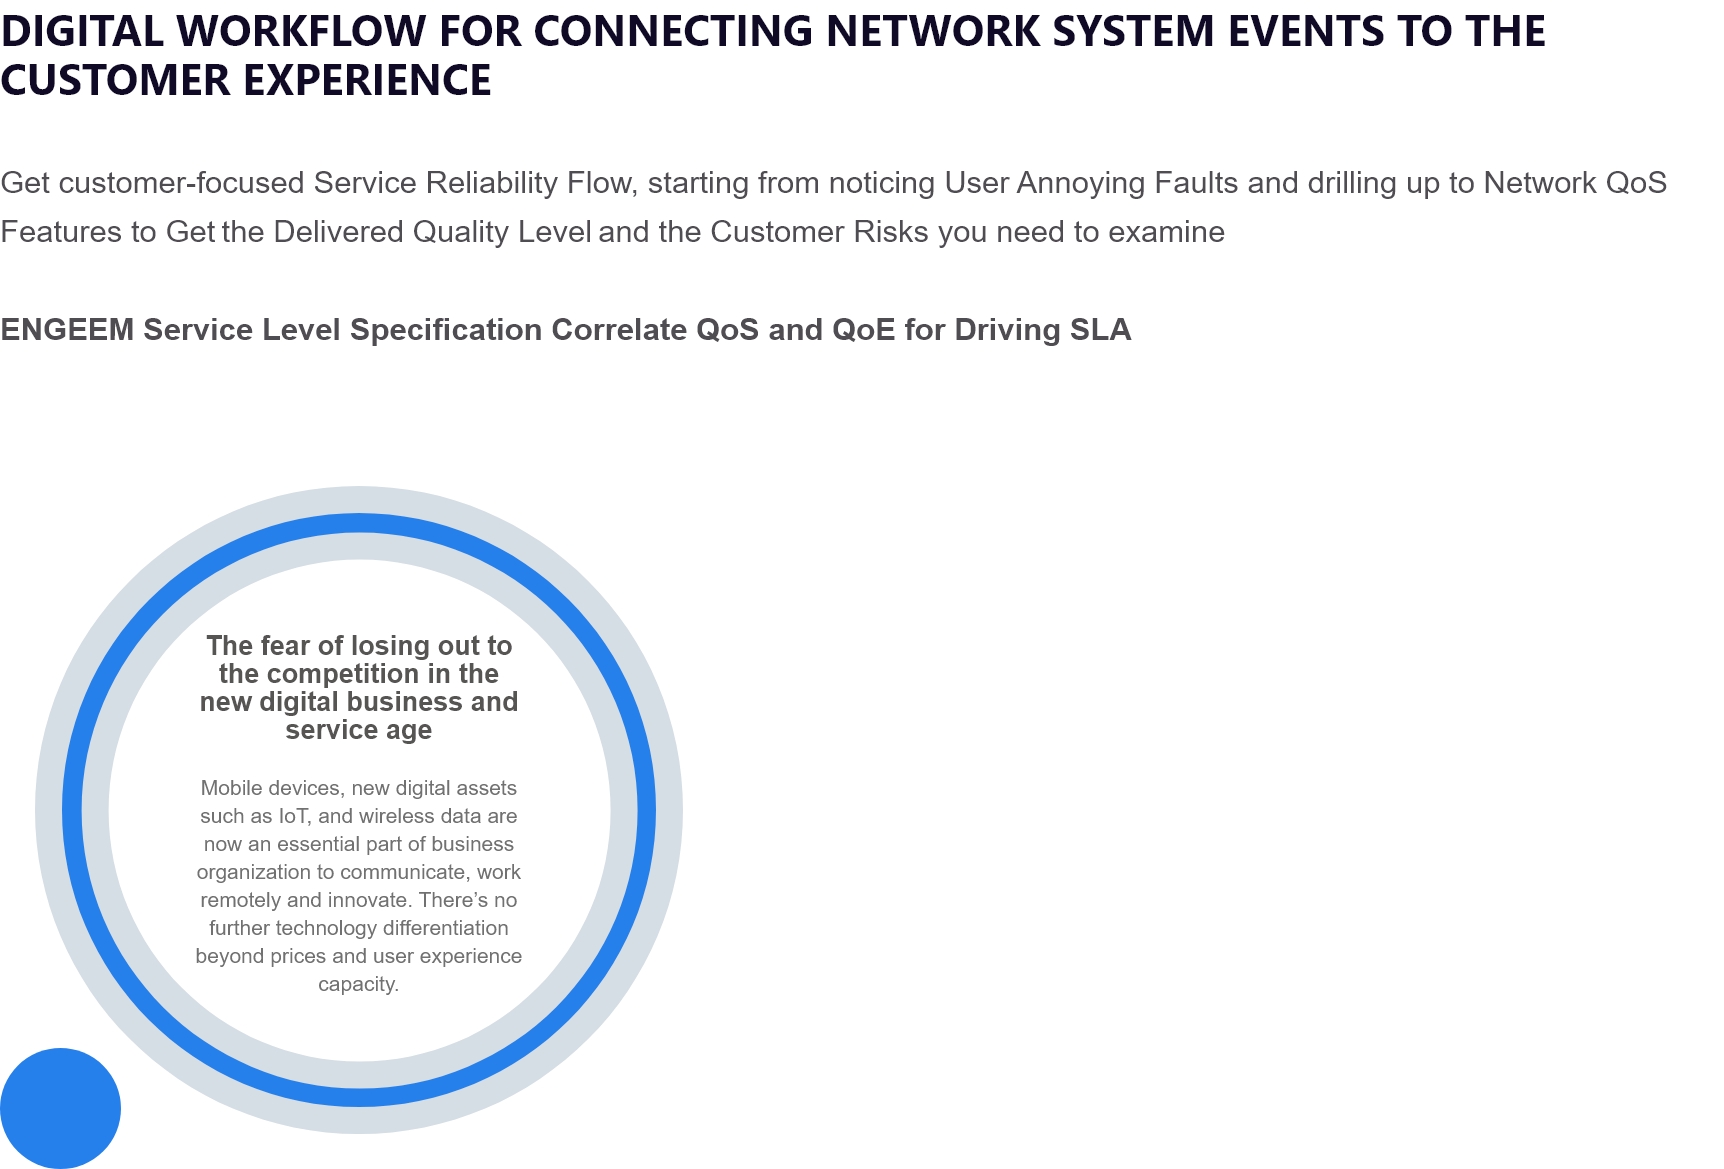 DIGITAL WORKFLOW FOR CONNECTING NETWORK SYSTEM EVENTS TO THE
CUSTOMER EXPERIENCE
Get customer-focused Service Reliability Flow, starting from noticing User Annoying Faults and drilling up to Network QoS
Features to Get the Delivered Quality Level and the Customer Risks you need to examine
ENGEEM Service Level Specification Correlate QoS and QoE for Driving SLA
The fear of losing out to
the competition in the
new digital business and
service age
Mobile devices, new digital assets
such as IoT, and wireless data are
now an essential part of business
organization to communicate, work
remotely and innovate. There’s no
further technology differentiation
beyond prices and user experience
capacity.